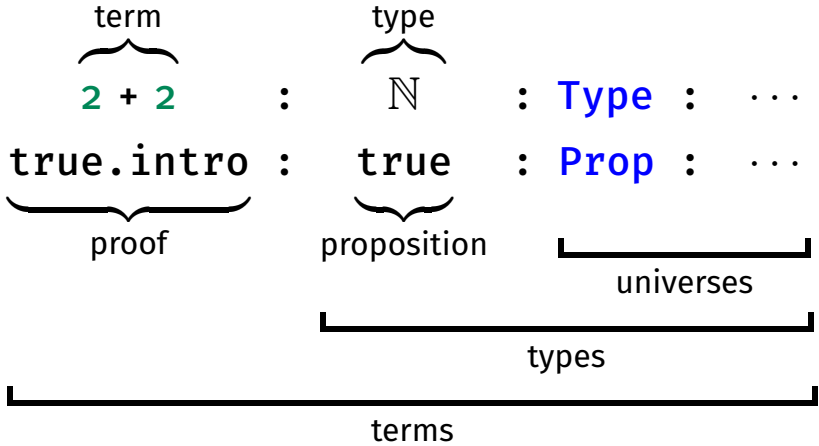 term type
2 + 2 : ℕ : Type : ···
true.intro : true : Prop : ···
proof proposition
universes
types
terms